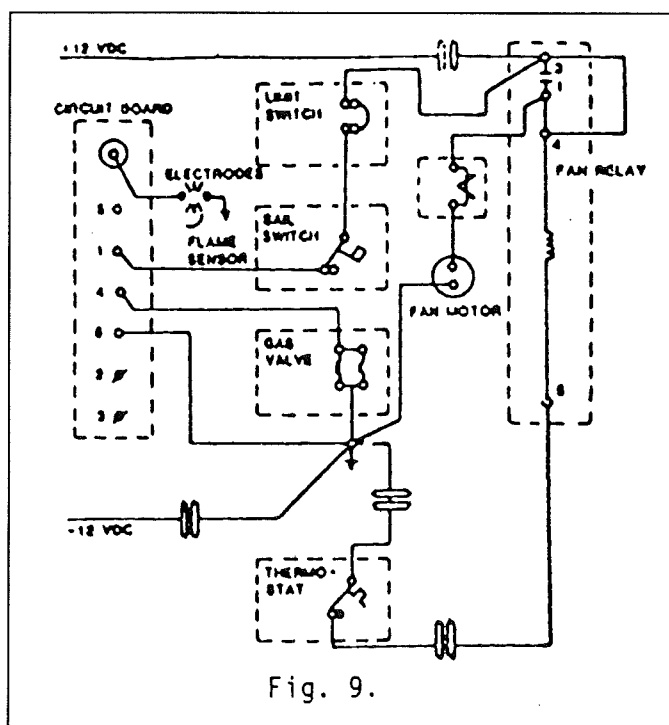 +12 VDC
LIMIT
SWITCH
CIRCUIT BOARD
ELECTRODES
5
FLAME
SENSOR
SAIL
SWITCH
1
4
6
2
3
GAS
VALVE
3
1
4
FAN RELAY
FAN MOTOR
5
-12 VDC
THERMO-
STAT
Fig. 9.